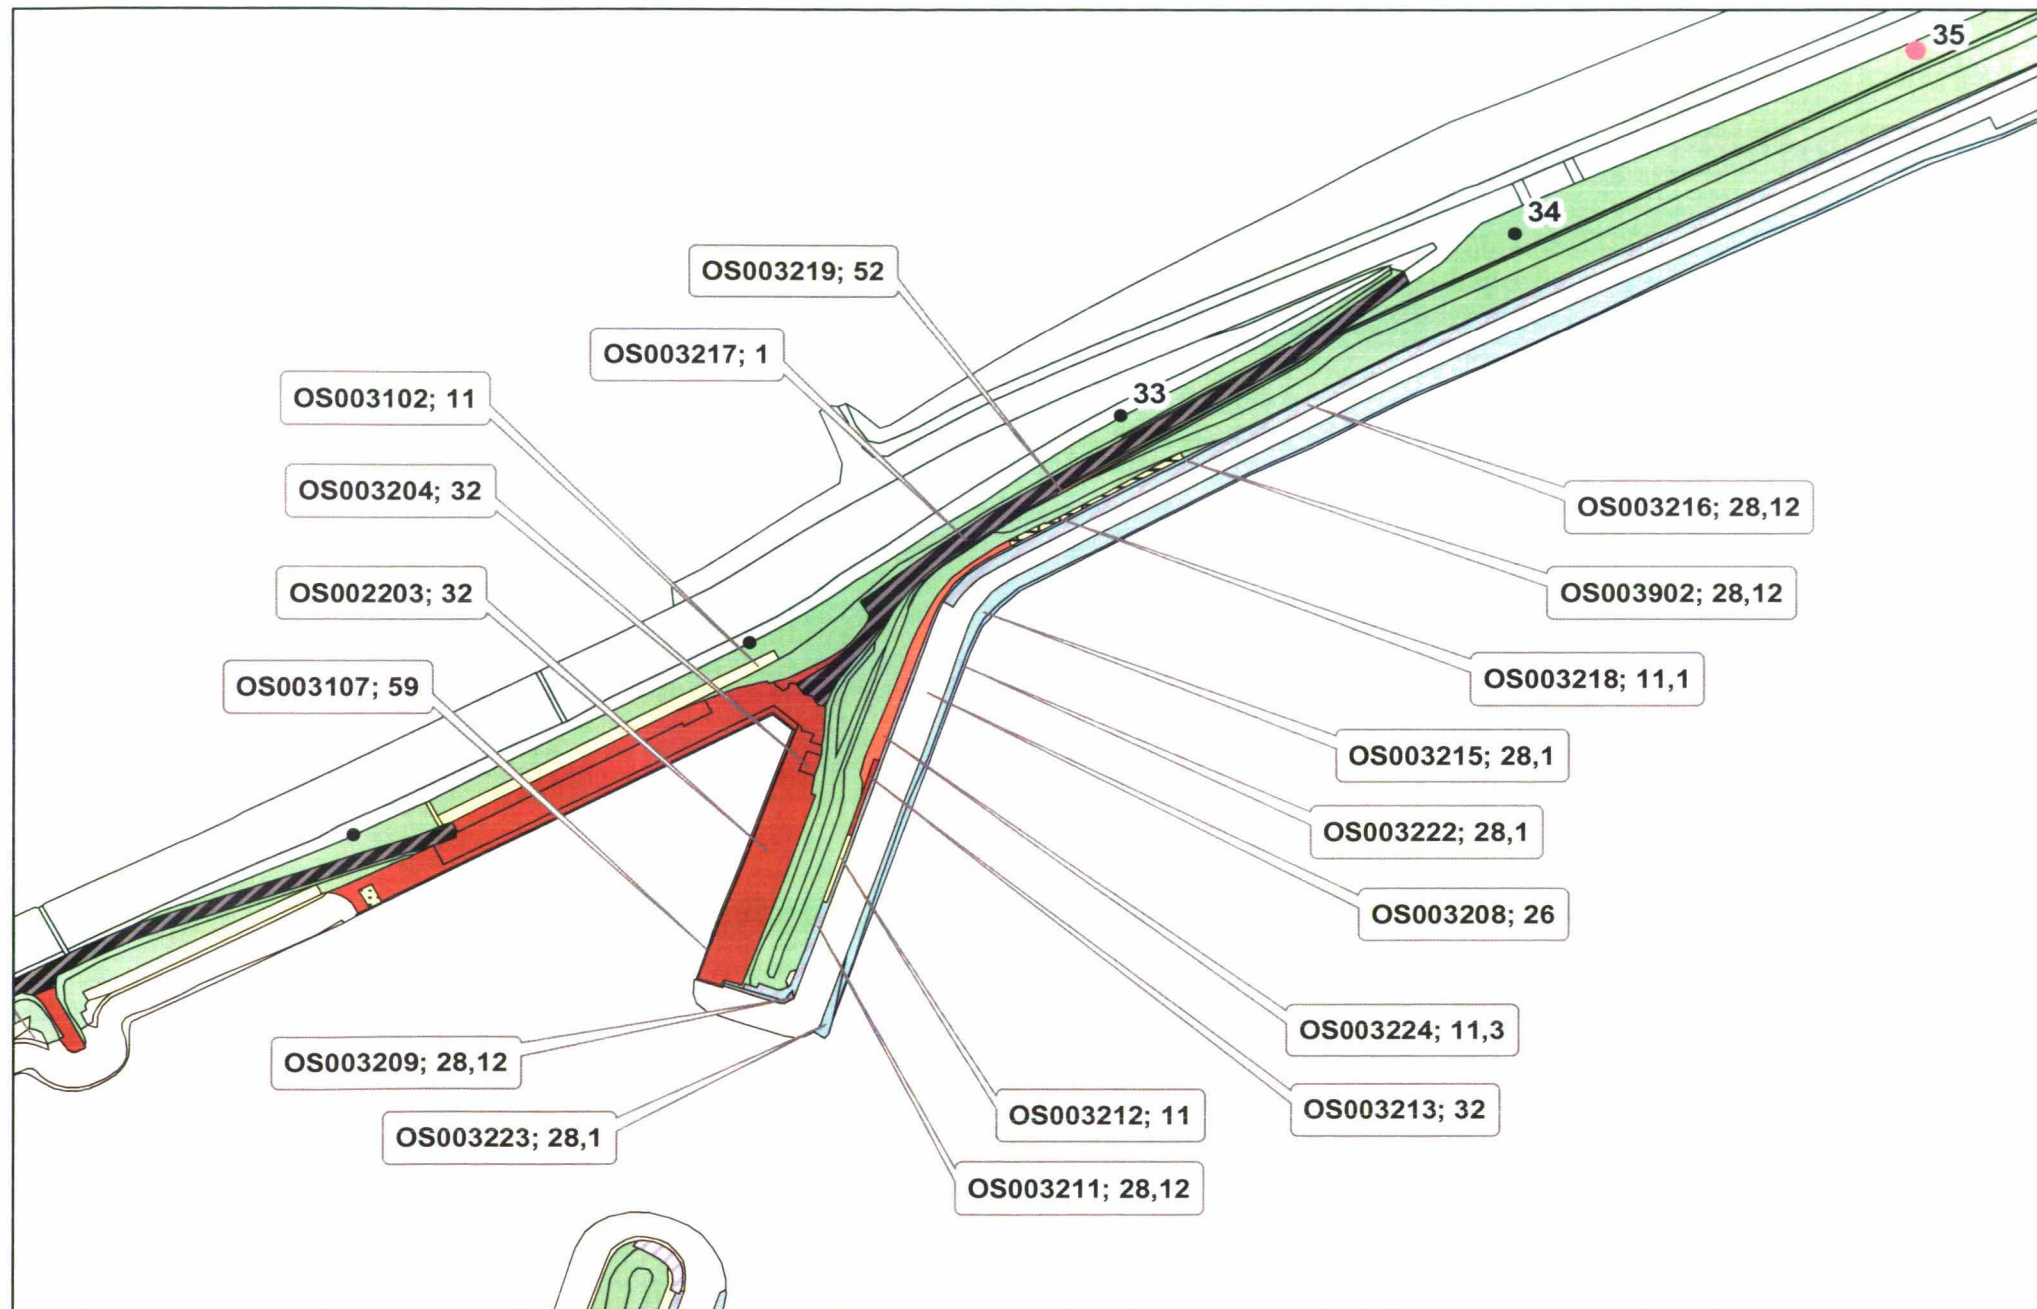 35
34
OS003219; 52
OS003217; 1
OS003102; 11
33
OS003204; 32
OS003216; 28,12
OS002203; 32
OS003902; 28,12
OS003107; 59
OS003218; 11,1
OS003215; 28,1
OS003222; 28,1
OS003208; 26
OS003224; 11,3
OS003209; 28,12
OS003212; 11
OS003213; 32
OS003223; 28,1
OS003211; 28,12